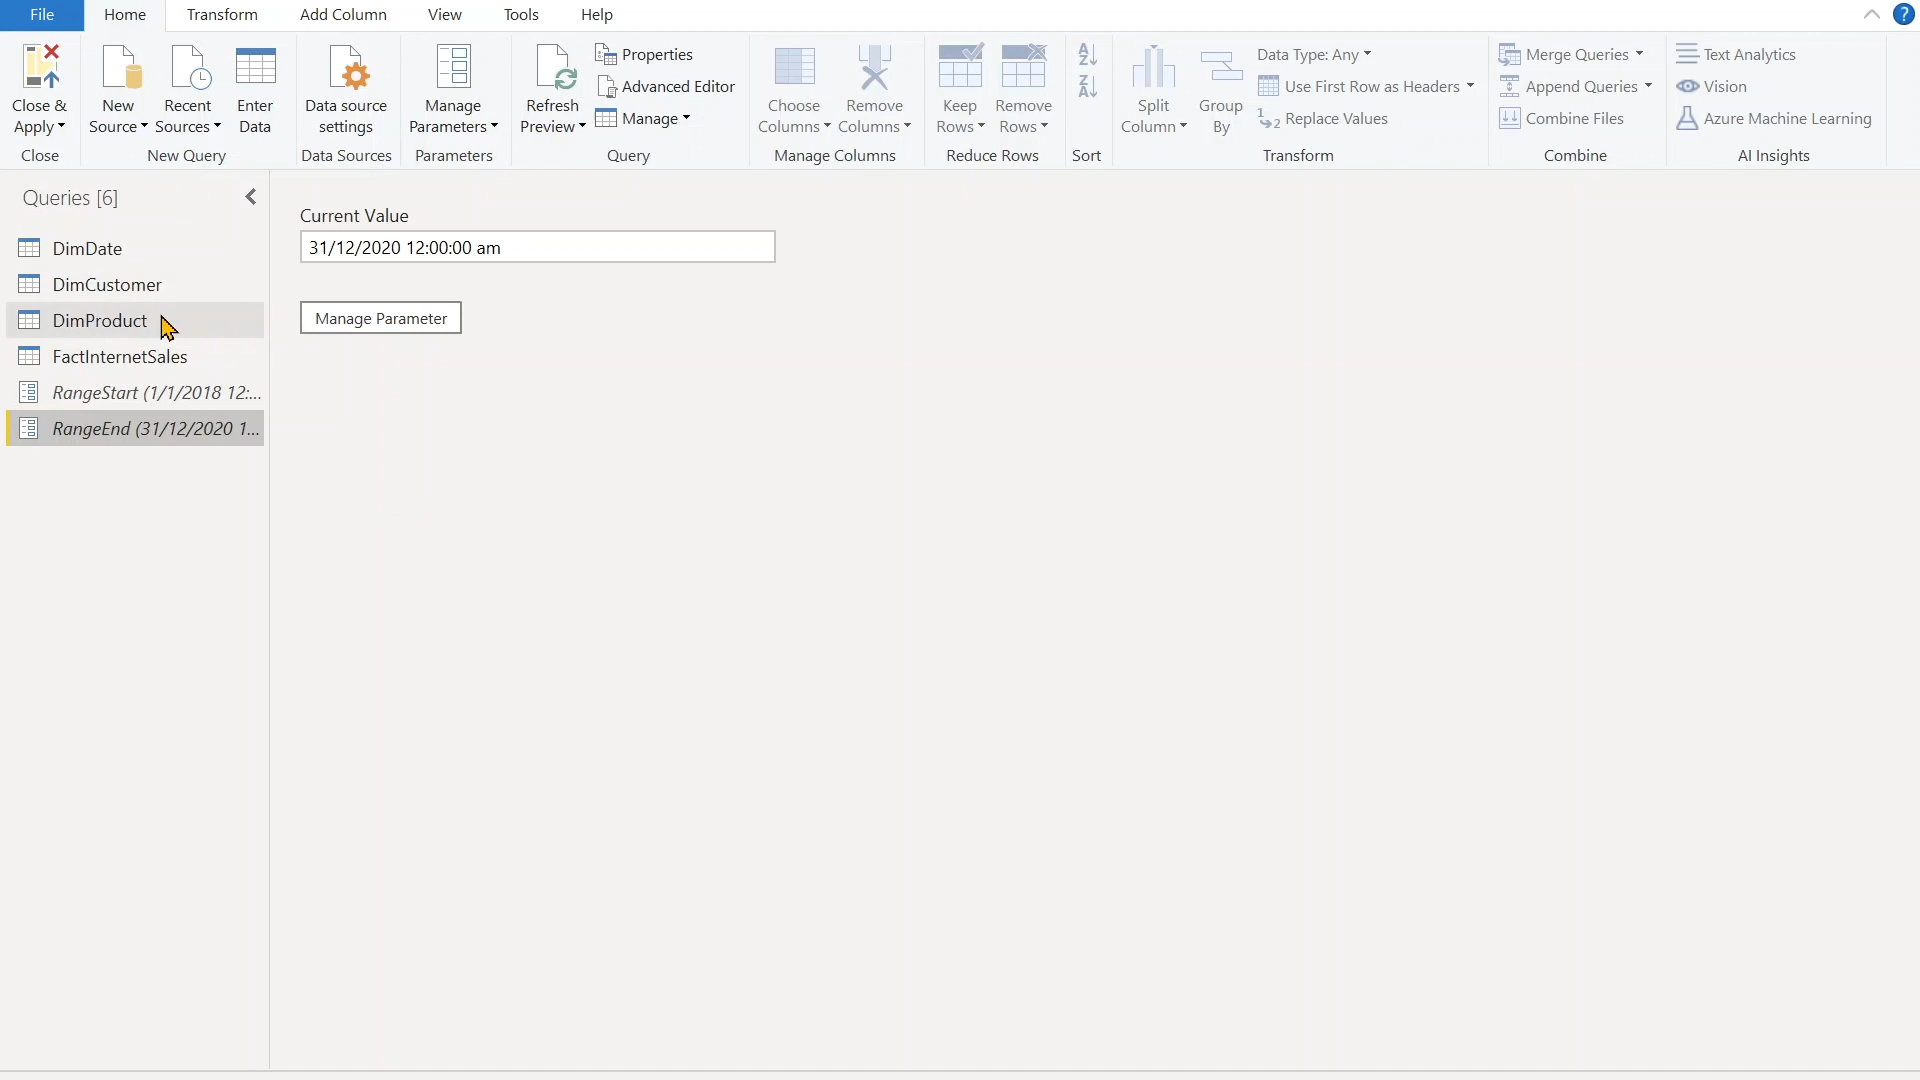 File
Home
Transform
Add Column
View
Tools
Help
?
Close & Apply
New Source
Recent Sources
Enter Data
Data source settings
Manage Parameters
Refresh Preview
Properties
Advanced Editor
Manage
Choose Columns
Remove Columns
Keep Rows
Remove Rows
A Z
Z A
Split Column
Group By
Data Type: Any
Use First Row as Headers
1 2 Replace Values
Merge Queries
Append Queries
Combine Files
Text Analytics
Vision
Azure Machine Learning
Close
New Query
Data Sources
Parameters
Query
Manage Columns
Reduce Rows
Sort
Transform
Combine
AI Insights
Queries [6]
DimDate
DimCustomer
DimProduct
FactInternetSales
RangeStart (1/1/2018 12:...
RangeEnd (31/12/2020 1...
Current Value
31/12/2020 12:00:00 am
Manage Parameter